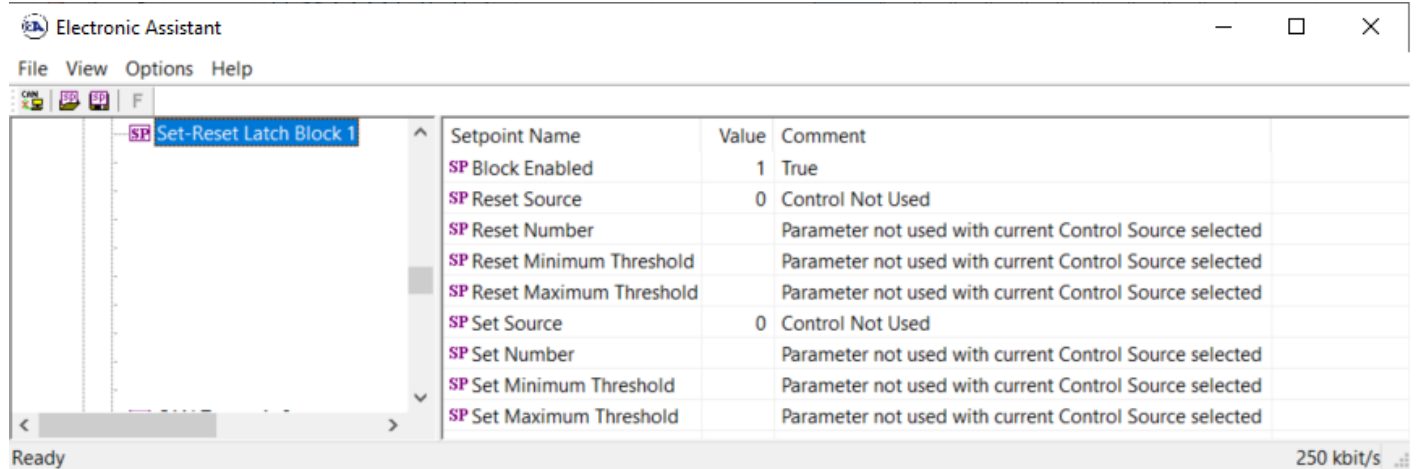 EA Electronic Assistant
File View Options Help
CAN SP SP F
SP Set-Reset Latch Block 1
Setpoint Name Value Comment
SP Block Enabled 1 True
SP Reset Source 0 Control Not Used
SP Reset Number Parameter not used with current Control Source selected
SP Reset Minimum Threshold Parameter not used with current Control Source selected
SP Reset Maximum Threshold Parameter not used with current Control Source selected
SP Set Source 0 Control Not Used
SP Set Number Parameter not used with current Control Source selected
SP Set Minimum Threshold Parameter not used with current Control Source selected
SP Set Maximum Threshold Parameter not used with current Control Source selected
Ready 250 kbit/s